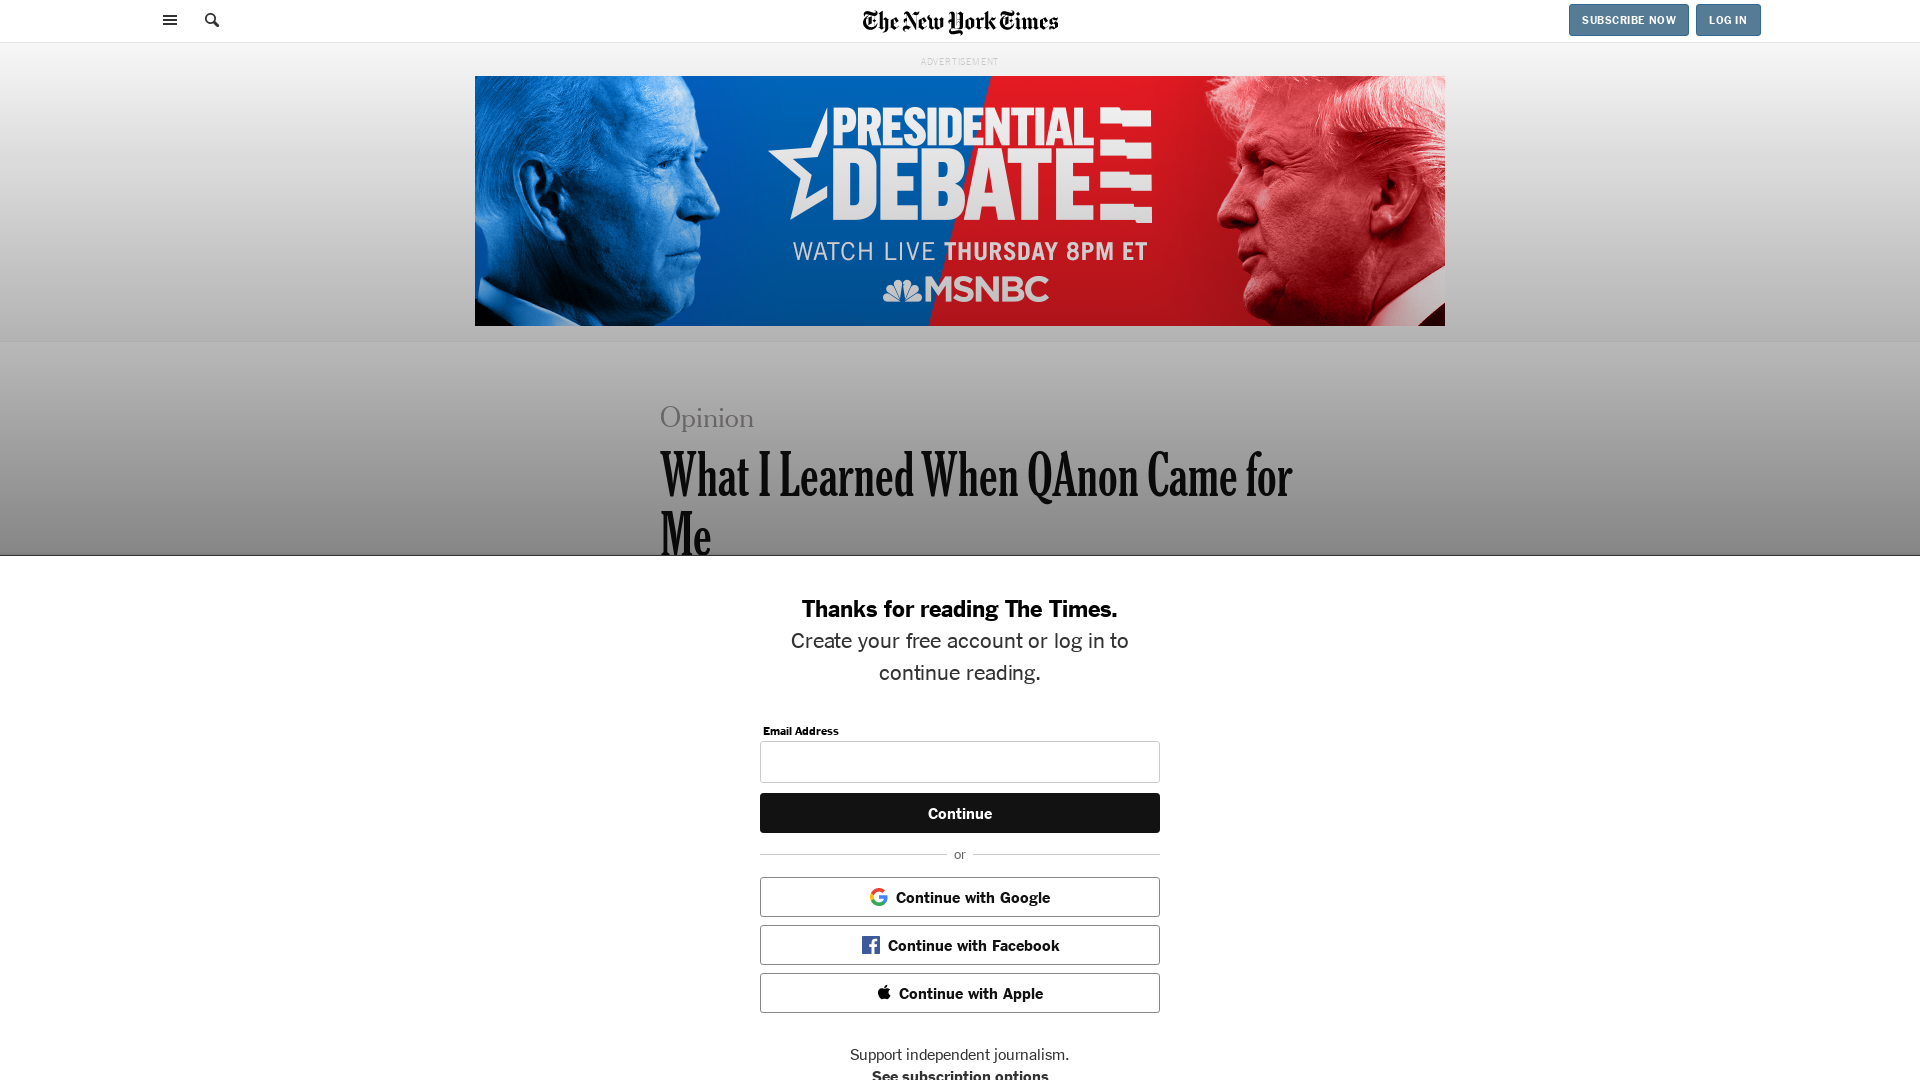 The New York Times
SUBSCRIBE NOW
LOG IN
ADVERTISEMENT
PRESIDENTIAL
DEBATE
WATCH LIVE THURSDAY 8PM ET
MSNBC
Opinion
What I Learned When QAnon Came for
Me
Thanks for reading The Times.
Create your free account or log in to
continue reading.
Email Address
Continue
or
Continue with Google
Continue with Facebook
Continue with Apple
Support independent journalism.
See subscription options